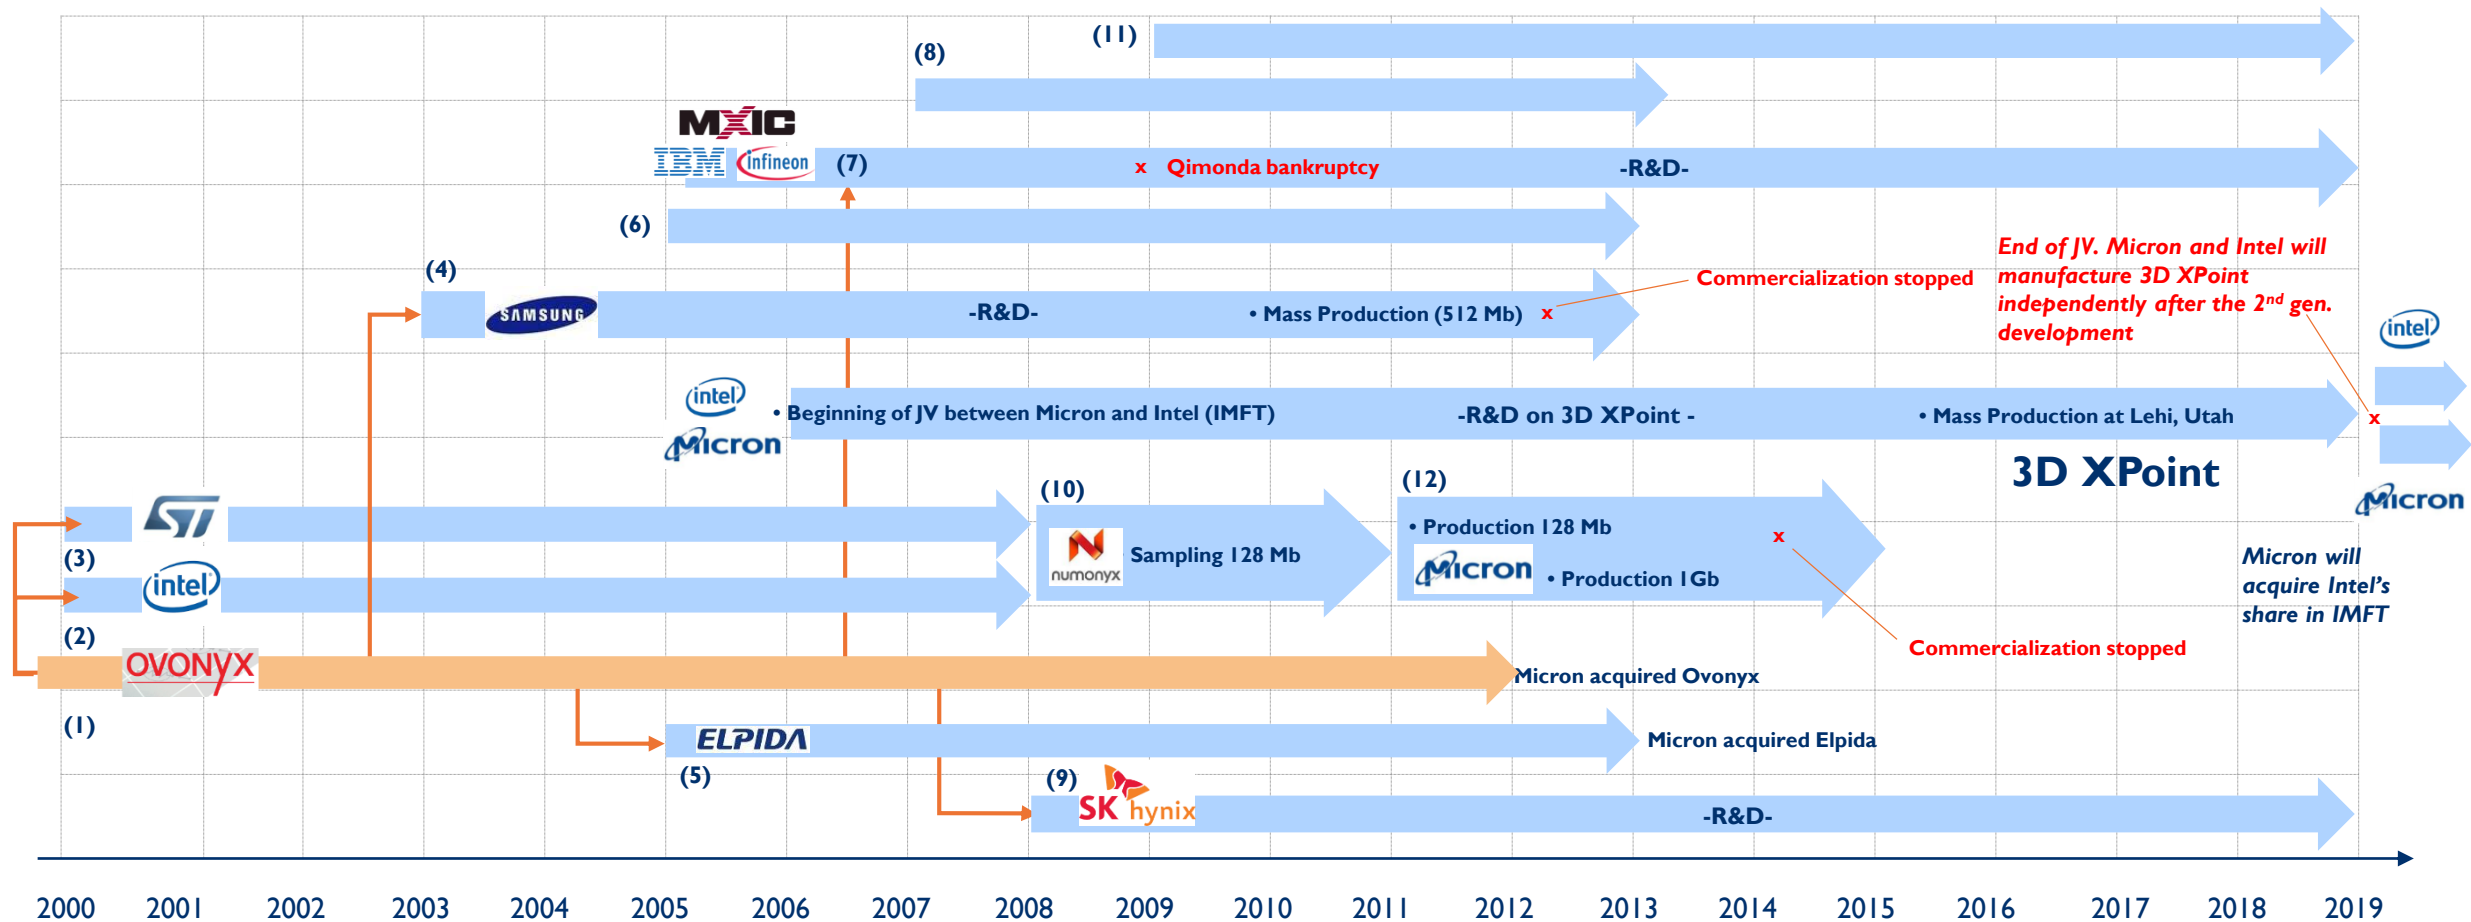 (11)
(8)
MXIC
IBM
infineon
(7)
x Qimonda bankruptcy
-R&D-
(6)
(4)
SAMSUNG
-R&D-
• Mass Production (512 Mb) x
Commercialization stopped
End of JV. Micron and Intel will
manufacture 3D XPoint
independently after the 2nd gen.
development
intel
intel
Micron
• Beginning of JV between Micron and Intel (IMFT)
-R&D on 3D XPoint -
• Mass Production at Lehi, Utah
x
3D XPoint
Micron
ST
(3)
intel
(2)
(10)
numonyx
• Sampling 128 Mb
(12)
• Production 128 Mb
Micron
• Production 1Gb
x
Commercialization stopped
Micron will
acquire Intel's
share in IMFT
OVONYX
Micron acquired Ovonyx
(1)
ELPIDA
Micron acquired Elpida
(5)
(9)
SK hynix
-R&D-
2000 2001 2002 2003 2004 2005 2006 2007 2008 2009 2010 2011 2012 2013 2014 2015 2016 2017 2018 2019